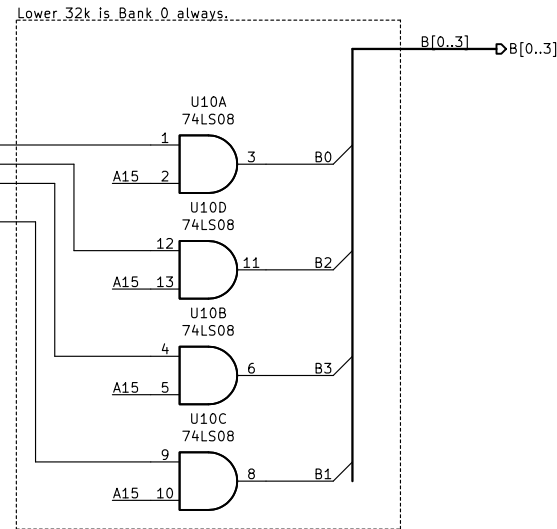 Lower 32k is Bank 0 always.
B[0..3]
B[0..3]
U10A
74LS08
1
3
B0
A15
2
U10D
74LS08
12
11
B2
A15
13
U10B
74LS08
4
6
B3
A15
5
U10C
74LS08
9
8
B1
A15
10